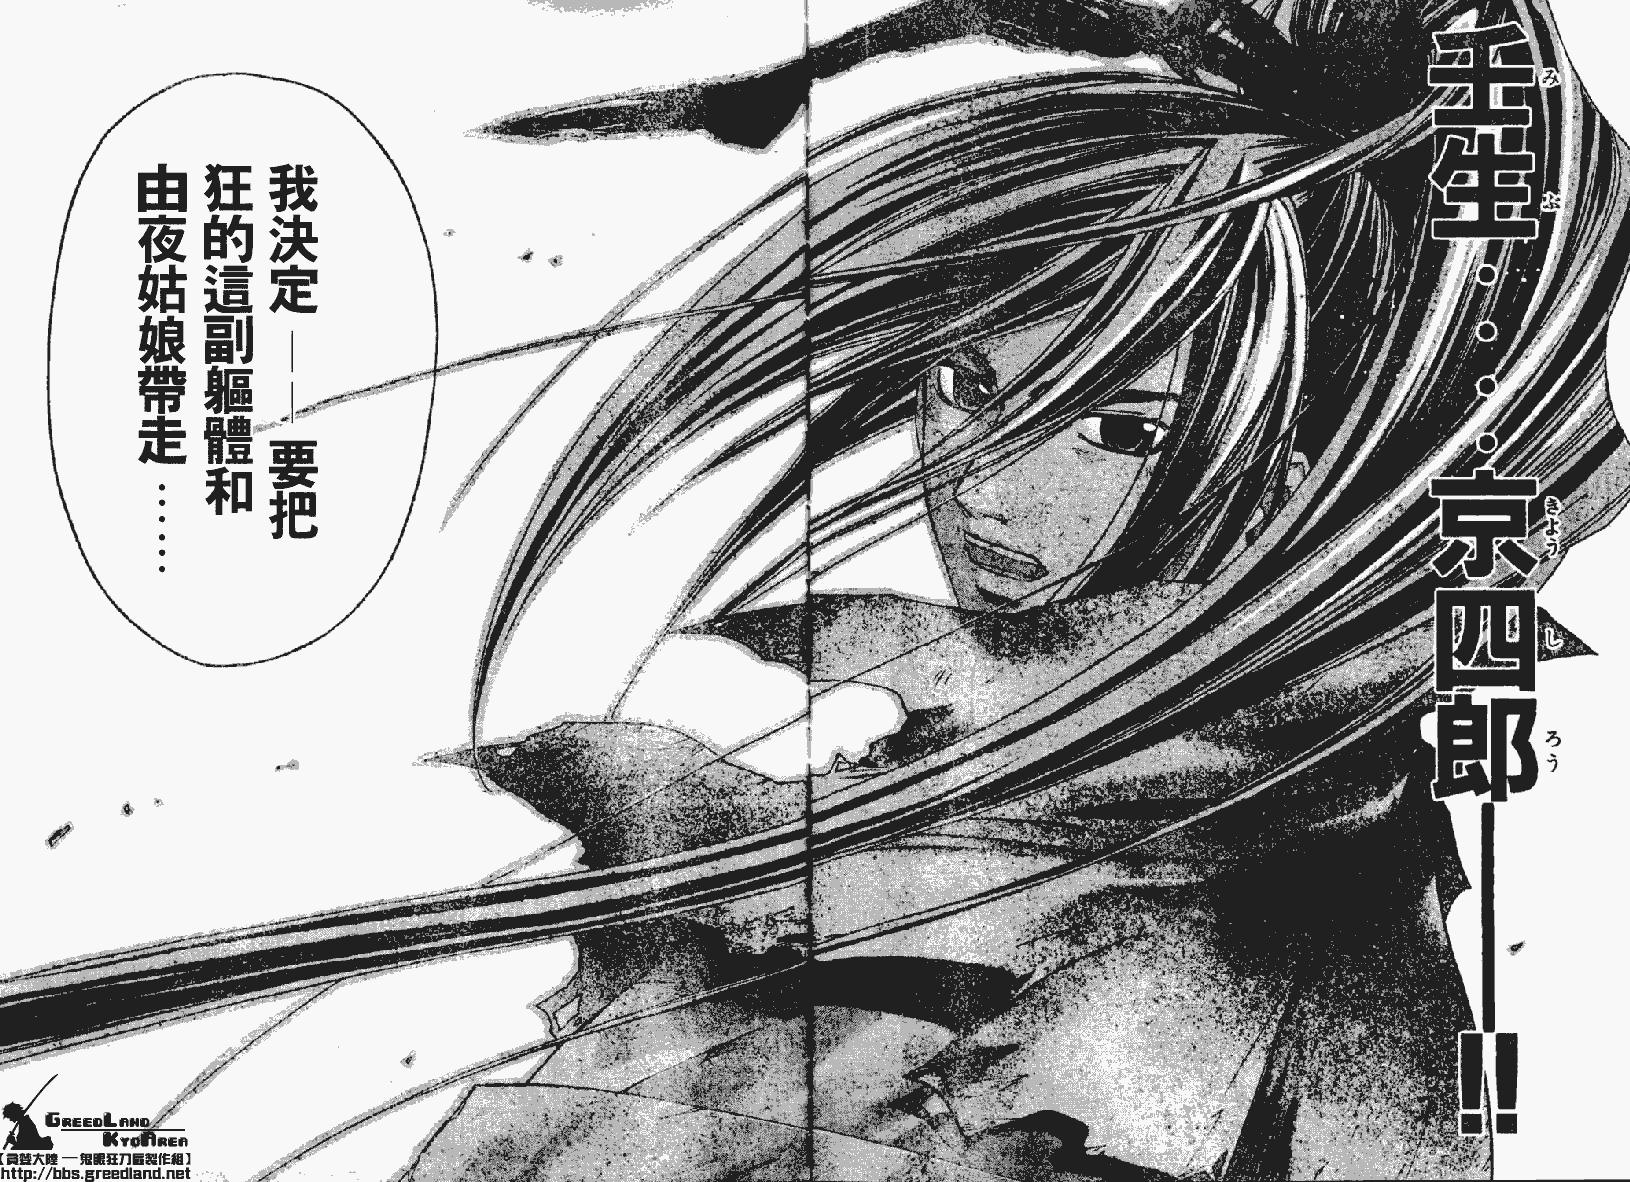 壬生‥‥京四郎――!!
み
ぶ
きょう
し
ろう
我決定――要把
狂的這副軀體和
由夜姑娘帶走……
GREEDLAND
KYOAREA
【貪婪大陸—鬼眼狂刀區製作組】
http://bbs.greedland.net